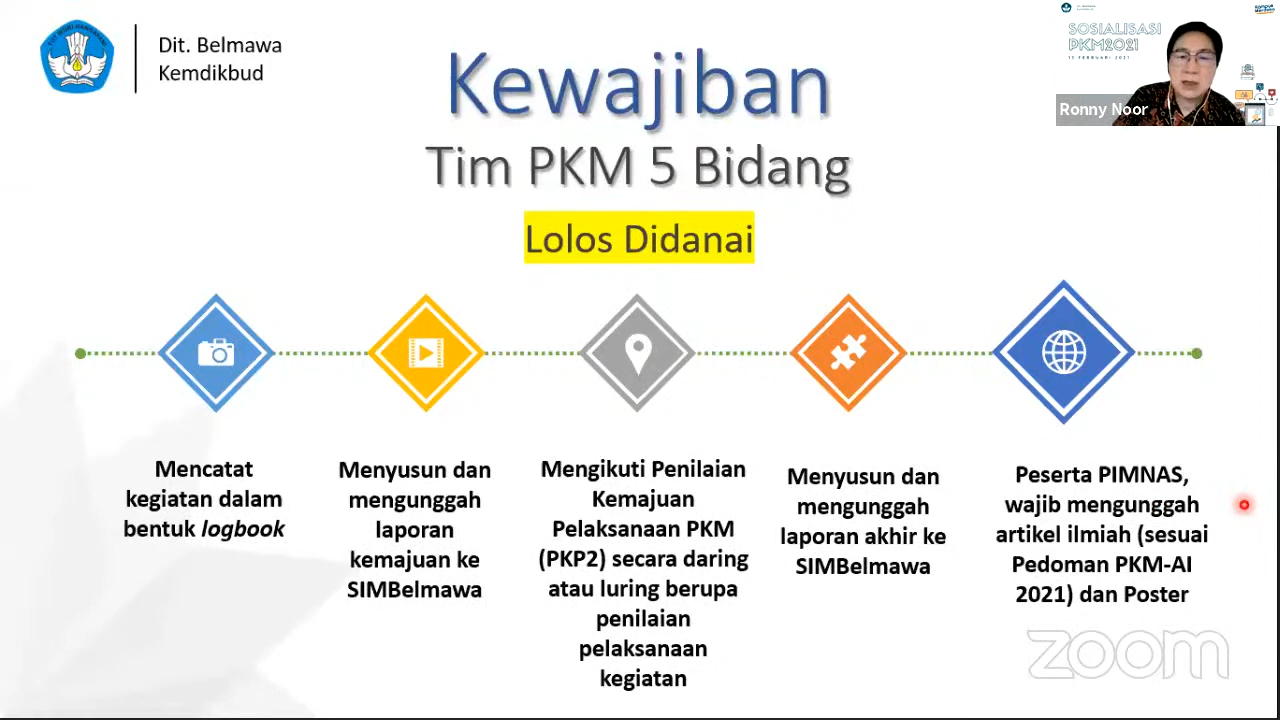 Dit. Belmawa
Kemdikbud
Kewajiban
Tim PKM 5 Bidang
Lolos Didanai
SOSIALISASI
PKM2021
Ronny Noor
Mencatat
kegiatan dalam
bentuk logbook
Menyusun dan
mengunggah
laporan
kemajuan ke
SIMBelmawa
Mengikuti Penilaian
Kemajuan
Pelaksanaan PKM
(PKP2) secara daring
atau luring berupa
penilaian
pelaksanaan
kegiatan
Menyusun dan
mengunggah
laporan akhir ke
SIMBelmawa
Peserta PIMNAS,
wajib mengunggah
artikel ilmiah (sesuai
Pedoman PKM-AI
2021) dan Poster
zoom